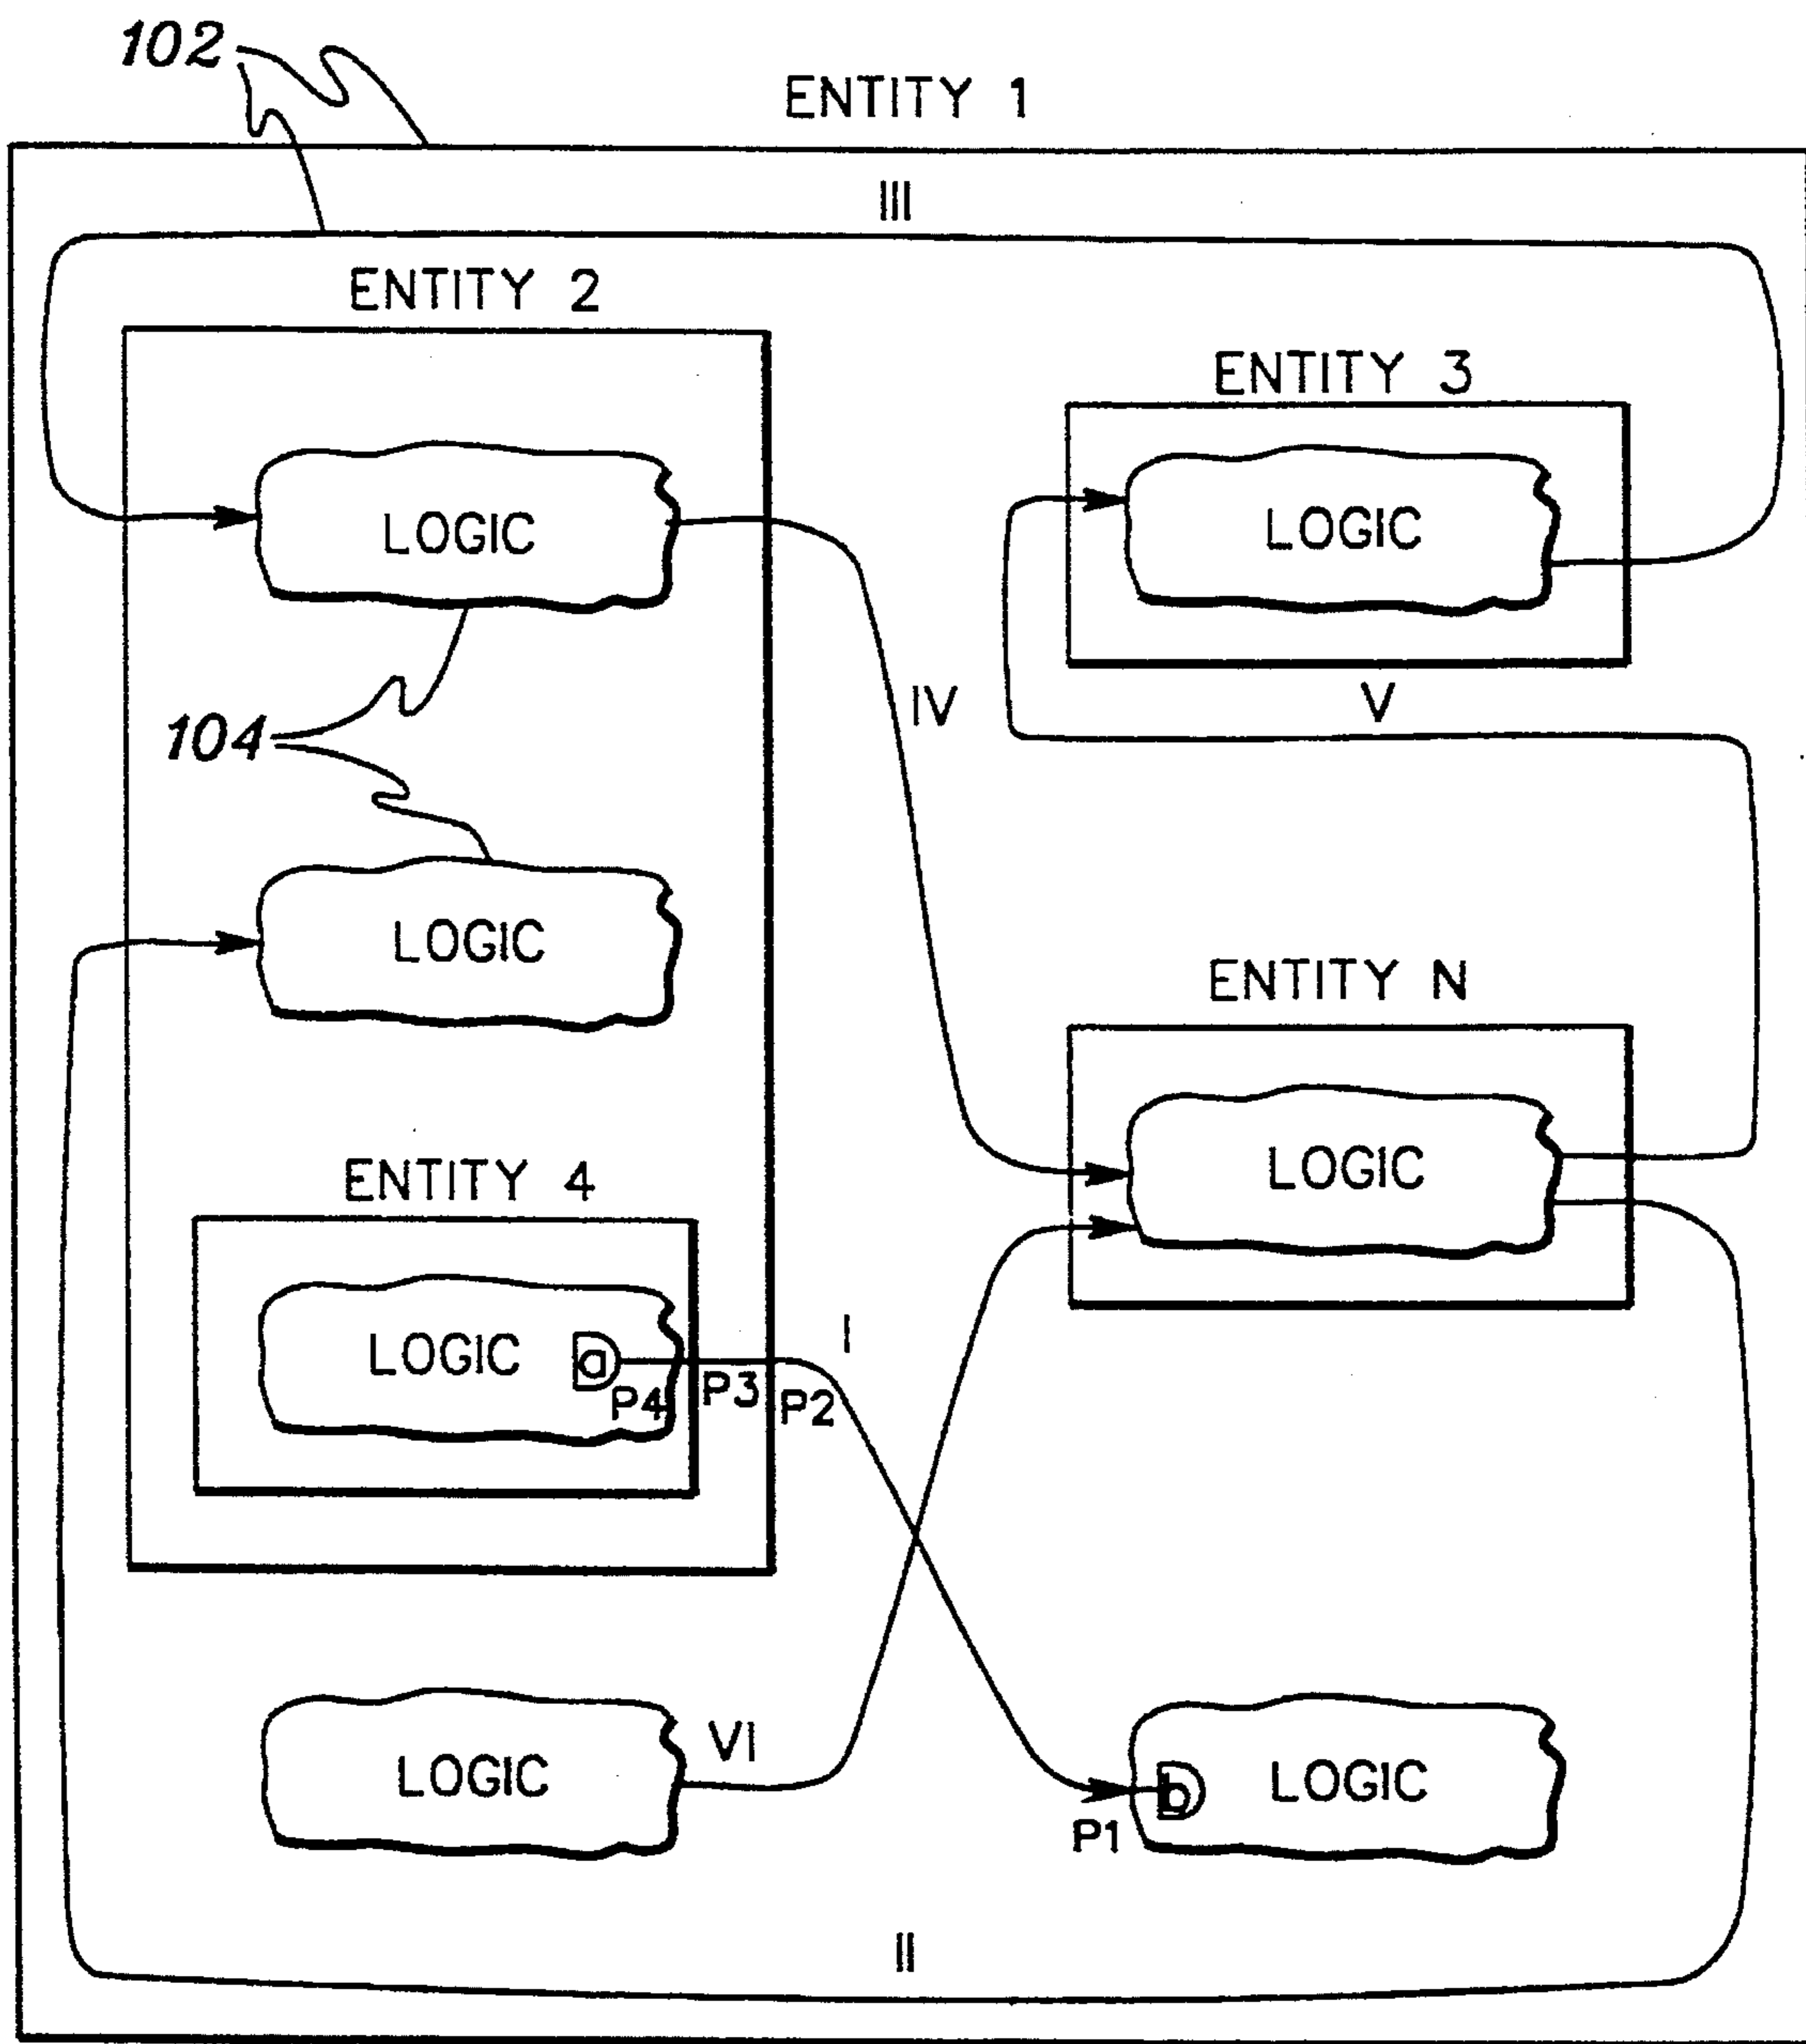 102
ENTITY 1
III
ENTITY 2
ENTITY 3
LOGIC
LOGIC
IV
V
104
LOGIC
ENTITY N
LOGIC
ENTITY 4
I
LOGIC a
P4 P3 P2
VI
LOGIC
b LOGIC
P1
II